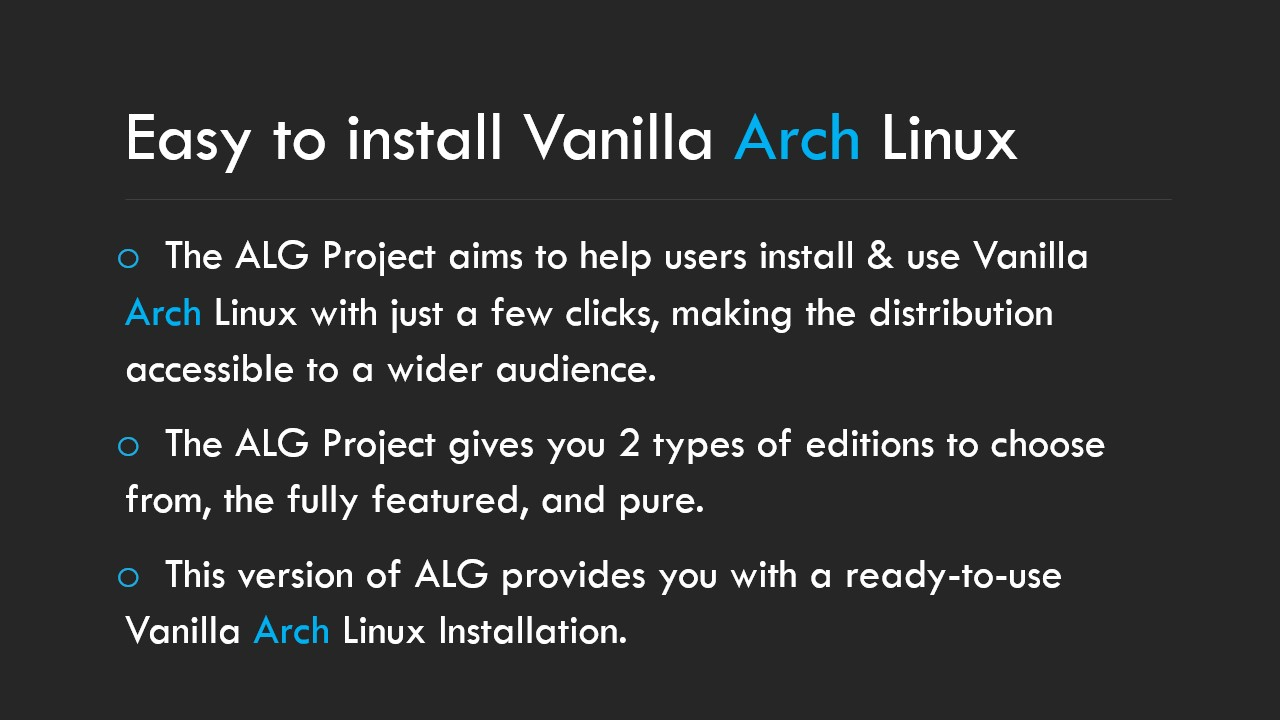 Easy to install Vanilla Arch Linux
○ The ALG Project aims to help users install & use Vanilla
Arch Linux with just a few clicks, making the distribution
accessible to a wider audience.
○ The ALG Project gives you 2 types of editions to choose
from, the fully featured, and pure.
○ This version of ALG provides you with a ready-to-use
Vanilla Arch Linux Installation.